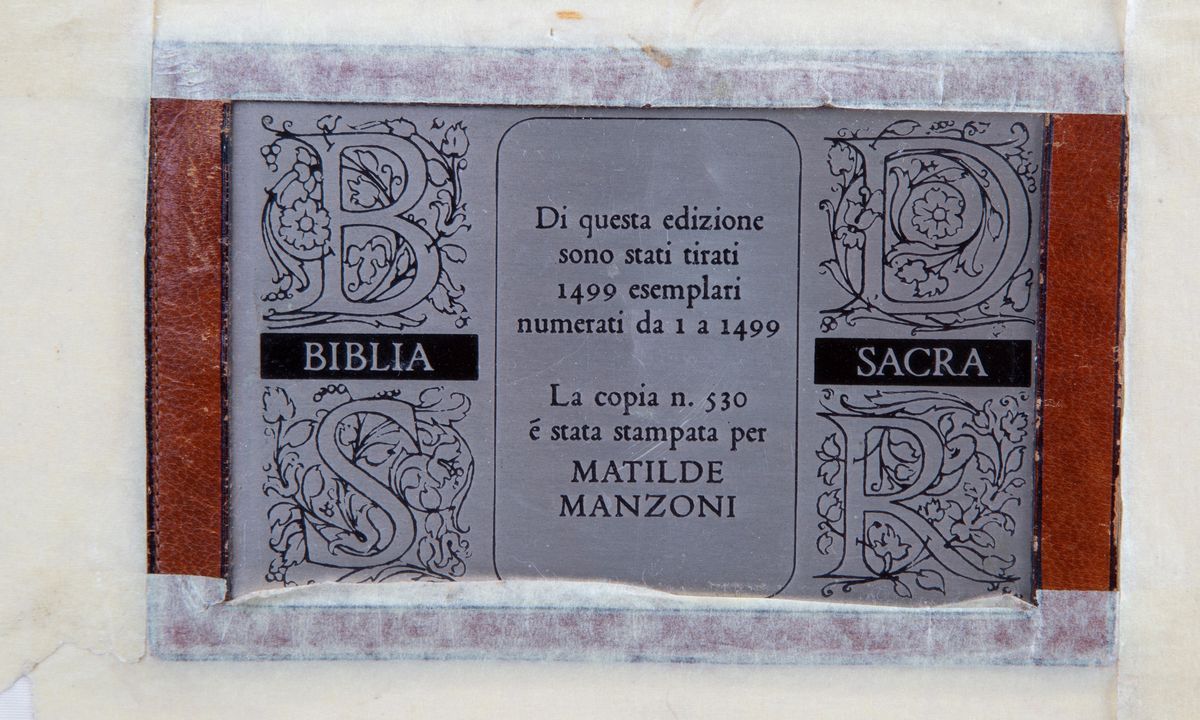 BIBLIA
Di questa edizione
sono stati tirati
1499 esemplari
numerati da 1 a 1499
La copia n. 530
é stata stampata per
MATILDE
MANZONI
SACRA
B
S
D
R